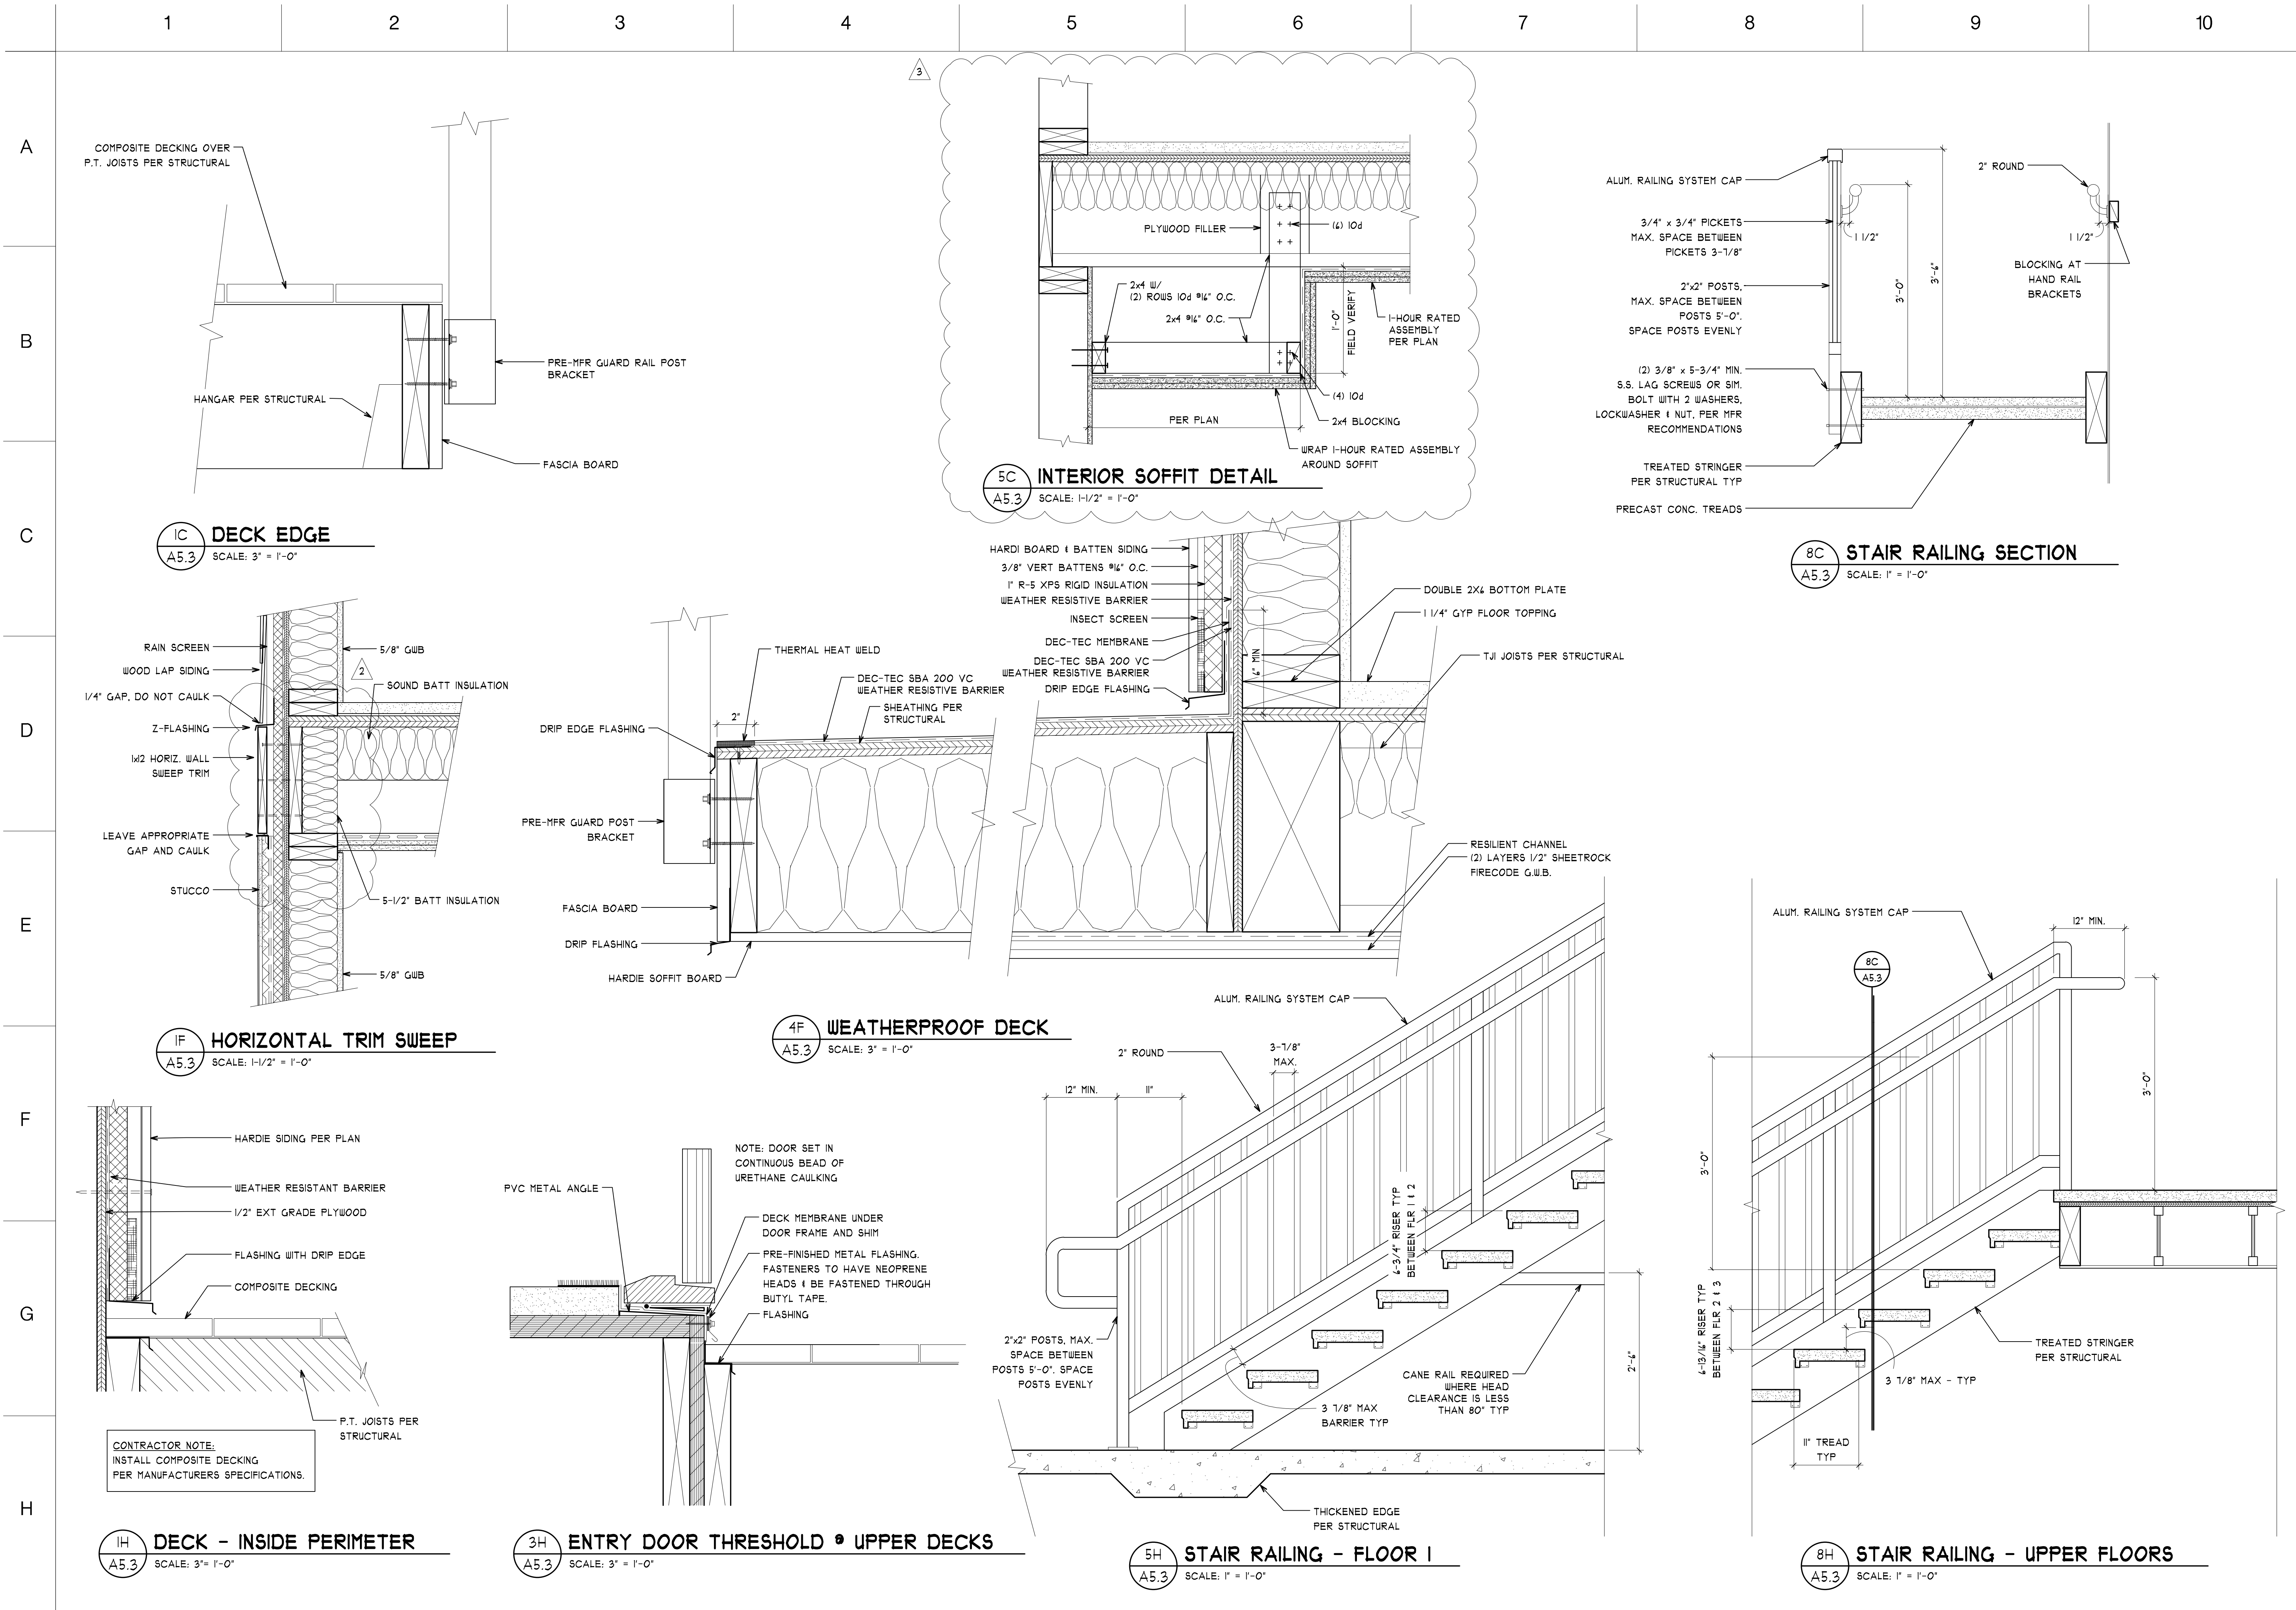 1 2 3 4 5 6 7 8 9 10
A
B
C
D
E
F
G
H
COMPOSITE DECKING OVER
P.T. JOISTS PER STRUCTURAL
PRE-MFR GUARD RAIL POST
BRACKET
HANGAR PER STRUCTURAL
FASCIA BOARD
1C
A5.3
DECK EDGE
SCALE: 3" = 1'-0"
3
PLYWOOD FILLER
(6) 10d
2x4 W/
(2) ROWS 10d @16" O.C.
2x4 @16" O.C.
1'-0"
FIELD VERIFY
1-HOUR RATED
ASSEMBLY
PER PLAN
(4) 10d
2x4 BLOCKING
PER PLAN
WRAP 1-HOUR RATED ASSEMBLY
AROUND SOFFIT
5C
A5.3
INTERIOR SOFFIT DETAIL
SCALE: 1-1/2" = 1'-0"
ALUM. RAILING SYSTEM CAP
3/4" x 3/4" PICKETS
MAX. SPACE BETWEEN
PICKETS 3-7/8"
2"x2" POSTS,
MAX. SPACE BETWEEN
POSTS 5'-0".
SPACE POSTS EVENLY
(2) 3/8" x 5-3/4" MIN.
S.S. LAG SCREWS OR SIM.
BOLT WITH 2 WASHERS,
LOCKWASHER & NUT, PER MFR
RECOMMENDATIONS
TREATED STRINGER
PER STRUCTURAL TYP
PRECAST CONC. TREADS
1 1/2"
3'-0"
3'-6"
2" ROUND
1 1/2"
BLOCKING AT
HAND RAIL
BRACKETS
8C
A5.3
STAIR RAILING SECTION
SCALE: 1" = 1'-0"
RAIN SCREEN
WOOD LAP SIDING
1/4" GAP, DO NOT CAULK
Z-FLASHING
1x12 HORIZ. WALL
SWEEP TRIM
LEAVE APPROPRIATE
GAP AND CAULK
STUCCO
5/8" GWB
2
SOUND BATT INSULATION
5-1/2" BATT INSULATION
5/8" GWB
1F
A5.3
HORIZONTAL TRIM SWEEP
SCALE: 1-1/2" = 1'-0"
HARDI BOARD & BATTEN SIDING
3/8" VERT BATTENS @16" O.C.
1" R-5 XPS RIGID INSULATION
WEATHER RESISTIVE BARRIER
INSECT SCREEN
DEC-TEC MEMBRANE
DEC-TEC SBA 200 VC
WEATHER RESISTIVE BARRIER
DRIP EDGE FLASHING
6" MIN
DOUBLE 2X6 BOTTOM PLATE
1 1/4" GYP FLOOR TOPPING
TJI JOISTS PER STRUCTURAL
THERMAL HEAT WELD
DEC-TEC SBA 200 VC
WEATHER RESISTIVE BARRIER
SHEATHING PER
STRUCTURAL
2"
DRIP EDGE FLASHING
PRE-MFR GUARD POST
BRACKET
FASCIA BOARD
DRIP FLASHING
HARDIE SOFFIT BOARD
RESILIENT CHANNEL
(2) LAYERS 1/2" SHEETROCK
FIRECODE G.W.B.
4F
A5.3
WEATHERPROOF DECK
SCALE: 3" = 1'-0"
HARDIE SIDING PER PLAN
WEATHER RESISTANT BARRIER
1/2" EXT GRADE PLYWOOD
FLASHING WITH DRIP EDGE
COMPOSITE DECKING
P.T. JOISTS PER
STRUCTURAL
CONTRACTOR NOTE:
INSTALL COMPOSITE DECKING
PER MANUFACTURERS SPECIFICATIONS.
1H
A5.3
DECK - INSIDE PERIMETER
SCALE: 3"= 1'-0"
NOTE: DOOR SET IN
CONTINUOUS BEAD OF
URETHANE CAULKING
PVC METAL ANGLE
DECK MEMBRANE UNDER
DOOR FRAME AND SHIM
PRE-FINISHED METAL FLASHING.
FASTENERS TO HAVE NEOPRENE
HEADS & BE FASTENED THROUGH
BUTYL TAPE.
FLASHING
3H
A5.3
ENTRY DOOR THRESHOLD @ UPPER DECKS
SCALE: 3" = 1'-0"
ALUM. RAILING SYSTEM CAP
2" ROUND
3-7/8"
MAX.
12" MIN.
11"
6-3/4" RISER TYP
BETWEEN FLR 1 & 2
2"x2" POSTS, MAX.
SPACE BETWEEN
POSTS 5'-0". SPACE
POSTS EVENLY
3 7/8" MAX
BARRIER TYP
CANE RAIL REQUIRED
WHERE HEAD
CLEARANCE IS LESS
THAN 80" TYP
2'-6"
THICKENED EDGE
PER STRUCTURAL
5H
A5.3
STAIR RAILING - FLOOR 1
SCALE: 1" = 1'-0"
ALUM. RAILING SYSTEM CAP
12" MIN.
8C
A5.3
3'-0"
3'-0"
6-13/16" RISER TYP
BETWEEN FLR 2 & 3
TREATED STRINGER
PER STRUCTURAL
3 7/8" MAX - TYP
11" TREAD
TYP
8H
A5.3
STAIR RAILING - UPPER FLOORS
SCALE: 1" = 1'-0"